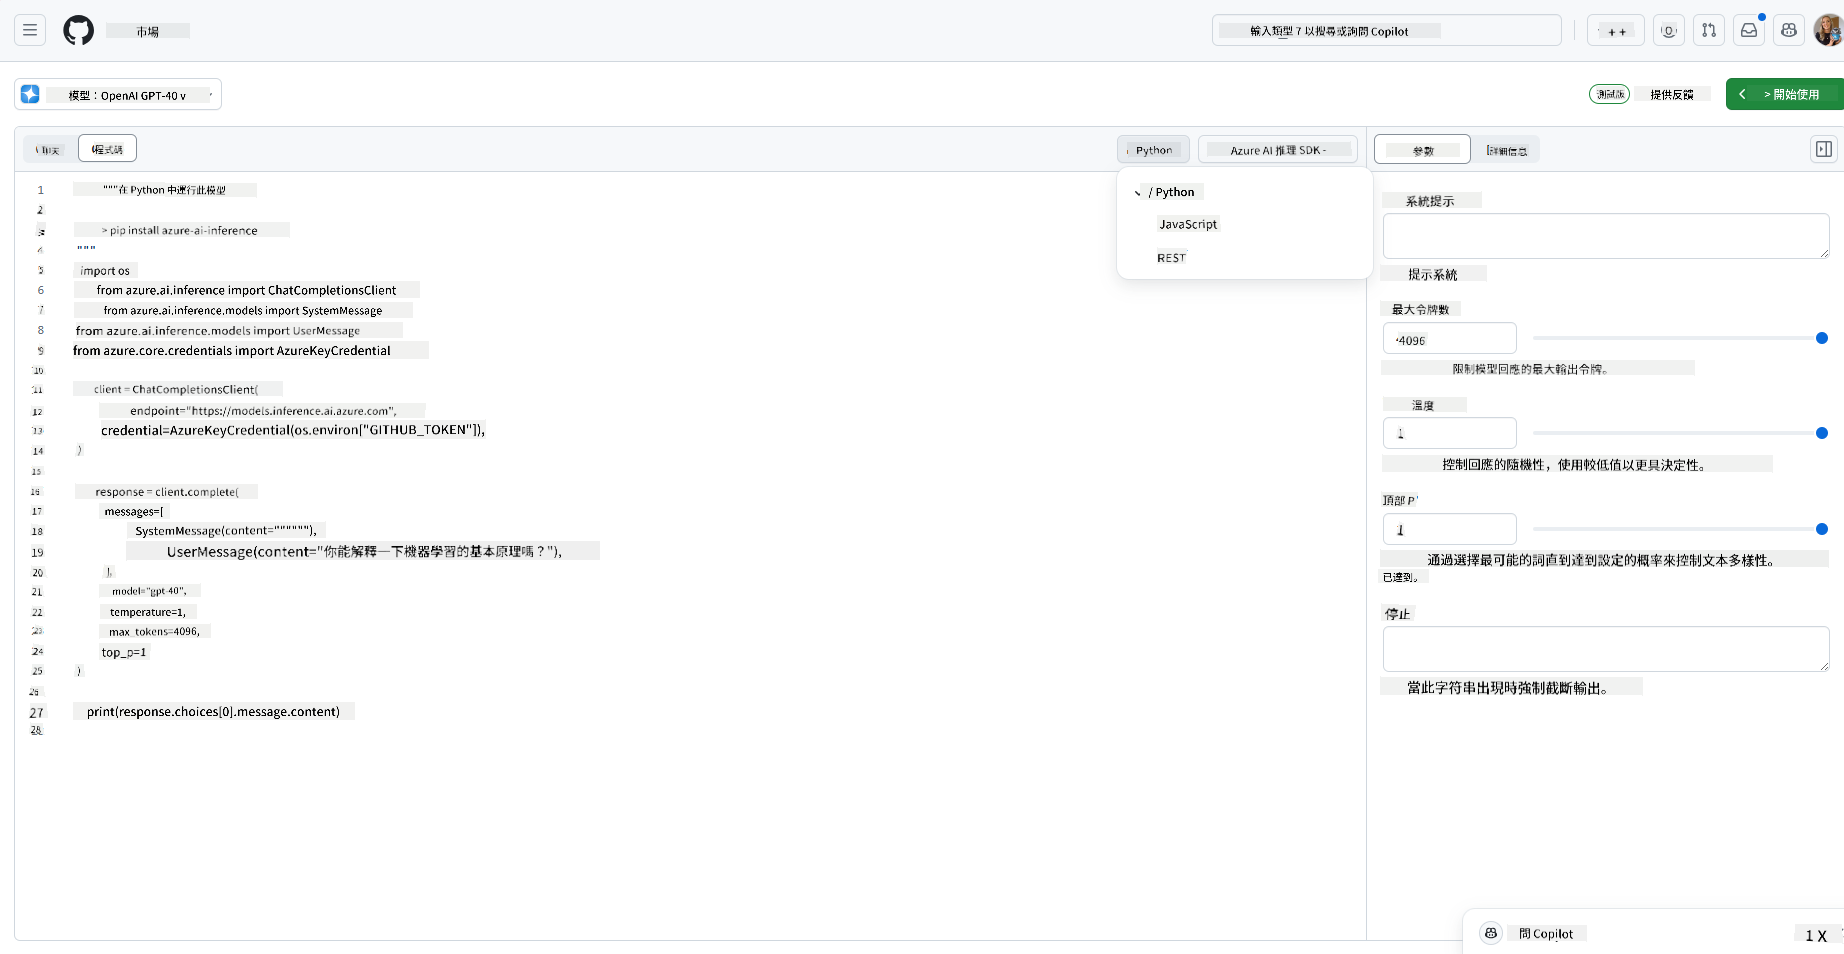 市場
輸入類型 7 以搜尋或詢問 Copilot
++
模型：OpenAI GPT-40 v
測試版
提供反饋
> 開始使用
聊天
程式碼
Python
Azure AI 推理 SDK -
參數
詳細信息
/ Python
JavaScript
REST
1 """在 Python 中運行此模型
2
> pip install azure-ai-inference
4 """
5 import os
6 from azure.ai.inference import ChatCompletionsClient
7 from azure.ai.inference.models import SystemMessage
8 from azure.ai.inference.models import UserMessage
9 from azure.core.credentials import AzureKeyCredential
10
11 client = ChatCompletionsClient(
12 endpoint="https://models.inference.ai.azure.com",
13 credential=AzureKeyCredential(os.environ["GITHUB_TOKEN"]),
14 )
15
16 response = client.complete(
17 messages=[
18 SystemMessage(content=""""""),
19 UserMessage(content="你能解釋一下機器學習的基本原理嗎？"),
20 ],
21 model="gpt-40",
22 temperature=1,
23 max_tokens=4096,
24 top_p=1
25 )
26
27 print(response.choices[0].message.content)
28
系統提示
提示系統
最大令牌數
4096
限制模型回應的最大輸出令牌。
溫度
1
控制回應的隨機性，使用較低值以更具決定性。
頂部 P
1
通過選擇最可能的詞直到達到設定的概率來控制文本多樣性。
已達到。
停止
當此字符串出現時強制截斷輸出。
問 Copilot
1 X